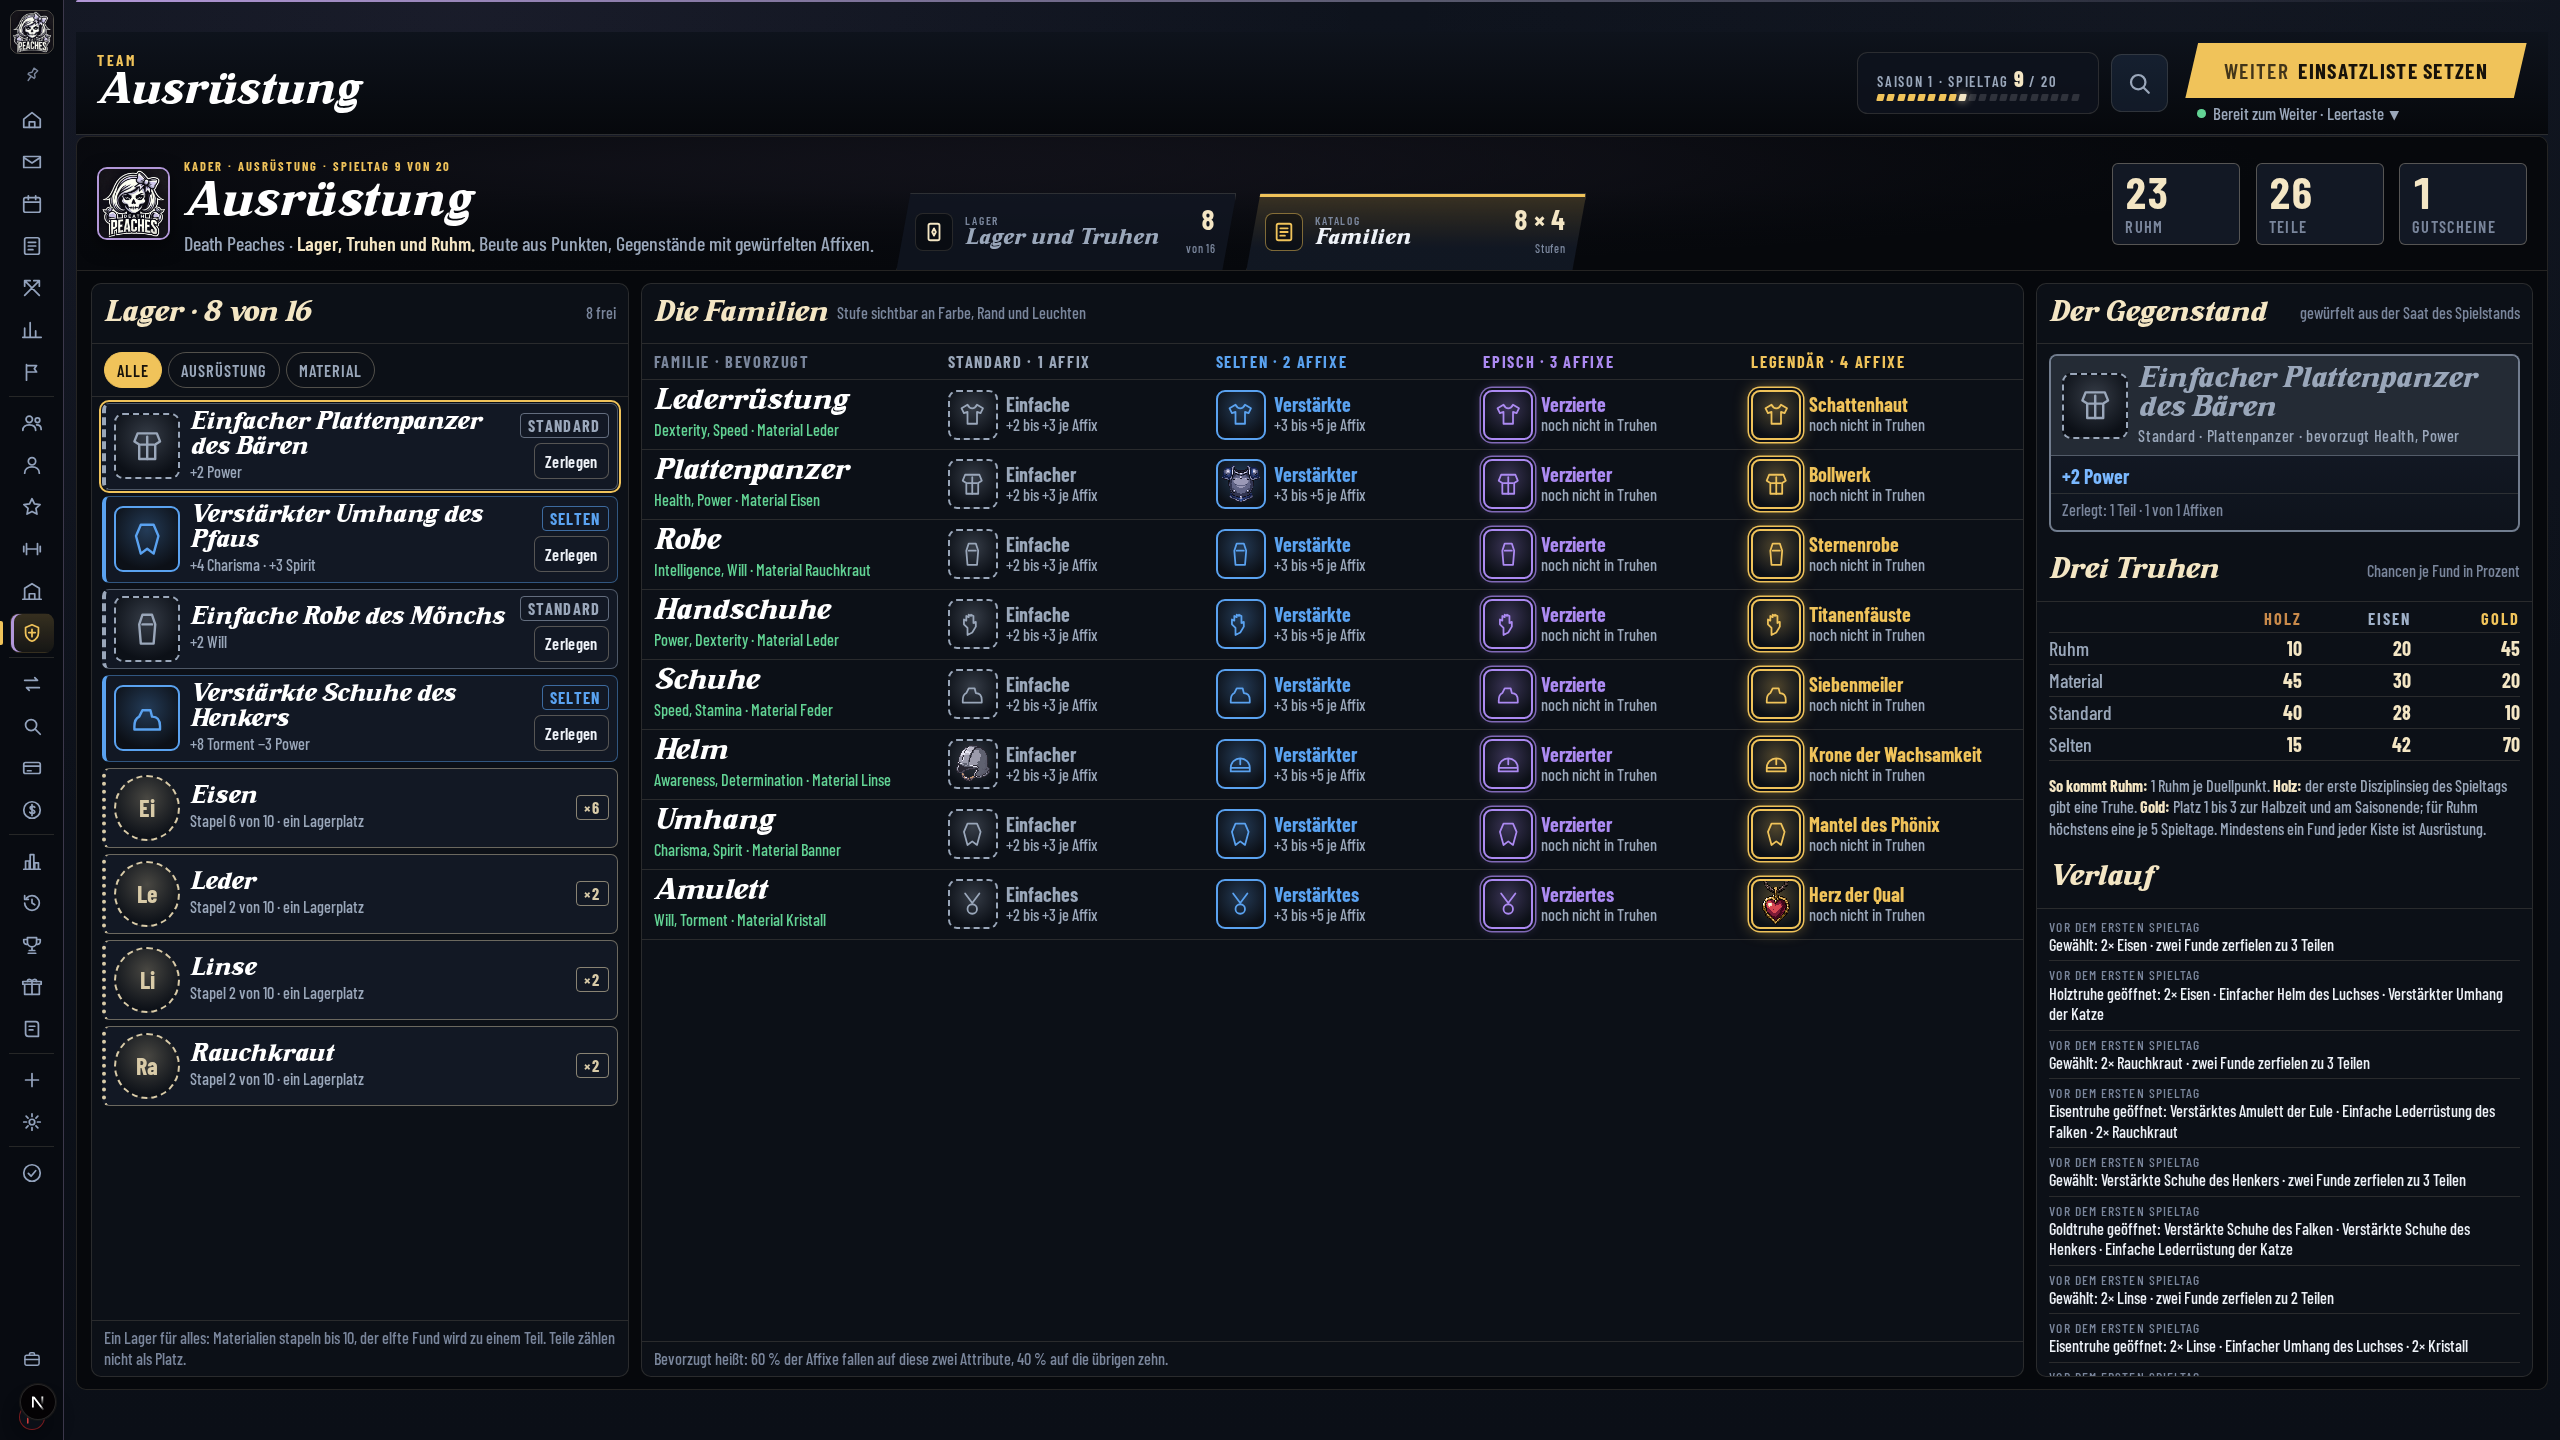 TEAM
Ausrüstung
SAISON 1 · SPIELTAG 9 / 20
WEITER EINSATZLISTE SETZEN
Bereit zum Weiter · Leertaste ▼
KADER · AUSRÜSTUNG · SPIELTAG 9 VON 20
Ausrüstung
Death Peaches · Lager, Truhen und Ruhm. Beute aus Punkten, Gegenstände mit gewürfelten Affixen.
LAGER
Lager und Truhen
8
von 16
KATALOG
Familien
8 × 4
Stufen
23
RUHM
26
TEILE
1
GUTSCHEINE
Lager · 8 von 16
8 frei
ALLE
AUSRÜSTUNG
MATERIAL
Einfacher Plattenpanzer
des Bären
+2 Power
STANDARD
Zerlegen
Verstärkter Umhang des
Pfaus
+4 Charisma · +3 Spirit
SELTEN
Zerlegen
Einfache Robe des Mönchs
+2 Will
STANDARD
Zerlegen
Verstärkte Schuhe des
Henkers
+8 Torment −3 Power
SELTEN
Zerlegen
Ei
Eisen
Stapel 6 von 10 · ein Lagerplatz
×6
Le
Leder
Stapel 2 von 10 · ein Lagerplatz
×2
Li
Linse
Stapel 2 von 10 · ein Lagerplatz
×2
Ra
Rauchkraut
Stapel 2 von 10 · ein Lagerplatz
×2
Ein Lager für alles: Materialien stapeln bis 10, der elfte Fund wird zu einem Teil. Teile zählen
nicht als Platz.
Die Familien Stufe sichtbar an Farbe, Rand und Leuchten
FAMILIE · BEVORZUGT STANDARD · 1 AFFIX SELTEN · 2 AFFIXE EPISCH · 3 AFFIXE LEGENDÄR · 4 AFFIXE
Lederrüstung Einfache Verstärkte Verzierte Schattenhaut
Dexterity, Speed · Material Leder +2 bis +3 je Affix +3 bis +5 je Affix noch nicht in Truhen noch nicht in Truhen
Plattenpanzer Einfacher Verstärkter Verzierter Bollwerk
Health, Power · Material Eisen +2 bis +3 je Affix +3 bis +5 je Affix noch nicht in Truhen noch nicht in Truhen
Robe Einfache Verstärkte Verzierte Sternenrobe
Intelligence, Will · Material Rauchkraut +2 bis +3 je Affix +3 bis +5 je Affix noch nicht in Truhen noch nicht in Truhen
Handschuhe Einfache Verstärkte Verzierte Titanenfäuste
Power, Dexterity · Material Leder +2 bis +3 je Affix +3 bis +5 je Affix noch nicht in Truhen noch nicht in Truhen
Schuhe Einfache Verstärkte Verzierte Siebenmeiler
Speed, Stamina · Material Feder +2 bis +3 je Affix +3 bis +5 je Affix noch nicht in Truhen noch nicht in Truhen
Helm Einfacher Verstärkter Verzierter Krone der Wachsamkeit
Awareness, Determination · Material Linse +2 bis +3 je Affix +3 bis +5 je Affix noch nicht in Truhen noch nicht in Truhen
Umhang Einfacher Verstärkter Verzierter Mantel des Phönix
Charisma, Spirit · Material Banner +2 bis +3 je Affix +3 bis +5 je Affix noch nicht in Truhen noch nicht in Truhen
Amulett Einfaches Verstärktes Verziertes Herz der Qual
Will, Torment · Material Kristall +2 bis +3 je Affix +3 bis +5 je Affix noch nicht in Truhen noch nicht in Truhen
Bevorzugt heißt: 60 % der Affixe fallen auf diese zwei Attribute, 40 % auf die übrigen zehn.
Der Gegenstand gewürfelt aus der Saat des Spielstands
Einfacher Plattenpanzer
des Bären
Standard · Plattenpanzer · bevorzugt Health, Power
+2 Power
Zerlegt: 1 Teil · 1 von 1 Affixen
Drei Truhen Chancen je Fund in Prozent
HOLZ EISEN GOLD
Ruhm 10 20 45
Material 45 30 20
Standard 40 28 10
Selten 15 42 70
So kommt Ruhm: 1 Ruhm je Duellpunkt. Holz: der erste Disziplinsieg des Spieltags
gibt eine Truhe. Gold: Platz 1 bis 3 zur Halbzeit und am Saisonende; für Ruhm
höchstens eine je 5 Spieltage. Mindestens ein Fund jeder Kiste ist Ausrüstung.
Verlauf
VOR DEM ERSTEN SPIELTAG
Gewählt: 2× Eisen · zwei Funde zerfielen zu 3 Teilen
VOR DEM ERSTEN SPIELTAG
Holztruhe geöffnet: 2× Eisen · Einfacher Helm des Luchses · Verstärkter Umhang
der Katze
VOR DEM ERSTEN SPIELTAG
Gewählt: 2× Rauchkraut · zwei Funde zerfielen zu 3 Teilen
VOR DEM ERSTEN SPIELTAG
Eisentruhe geöffnet: Verstärktes Amulett der Eule · Einfache Lederrüstung des
Falken · 2× Rauchkraut
VOR DEM ERSTEN SPIELTAG
Gewählt: Verstärkte Schuhe des Henkers · zwei Funde zerfielen zu 3 Teilen
VOR DEM ERSTEN SPIELTAG
Goldtruhe geöffnet: Verstärkte Schuhe des Falken · Verstärkte Schuhe des
Henkers · Einfache Lederrüstung der Katze
VOR DEM ERSTEN SPIELTAG
Gewählt: 2× Linse · zwei Funde zerfielen zu 2 Teilen
VOR DEM ERSTEN SPIELTAG
Eisentruhe geöffnet: 2× Linse · Einfacher Umhang des Luchses · 2× Kristall
VOR DEM ERSTEN SPIELTAG
DEATH
PEACHES
N